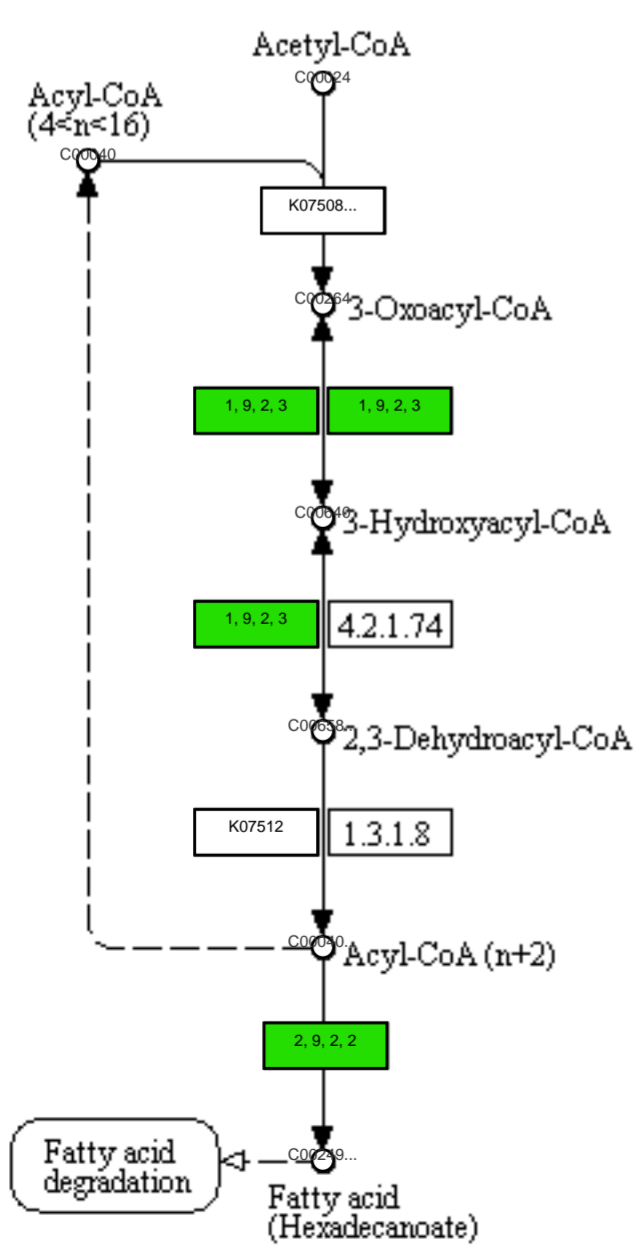 Acetyl-CoA
C00024
Acyl-CoA
(4<n<16)
C00040
K07508...
C00264
3-Oxoacyl-CoA
1, 9, 2, 3
1, 9, 2, 3
C00640
3-Hydroxyacyl-CoA
1, 9, 2, 3
4.2.1.74
C00658..
2,3-Dehydroacyl-CoA
K07512
1.3.1.8
C00040..
Acyl-CoA (n+2)
2, 9, 2, 2
Fatty acid
degradation
C00249...
Fatty acid
(Hexadecanoate)